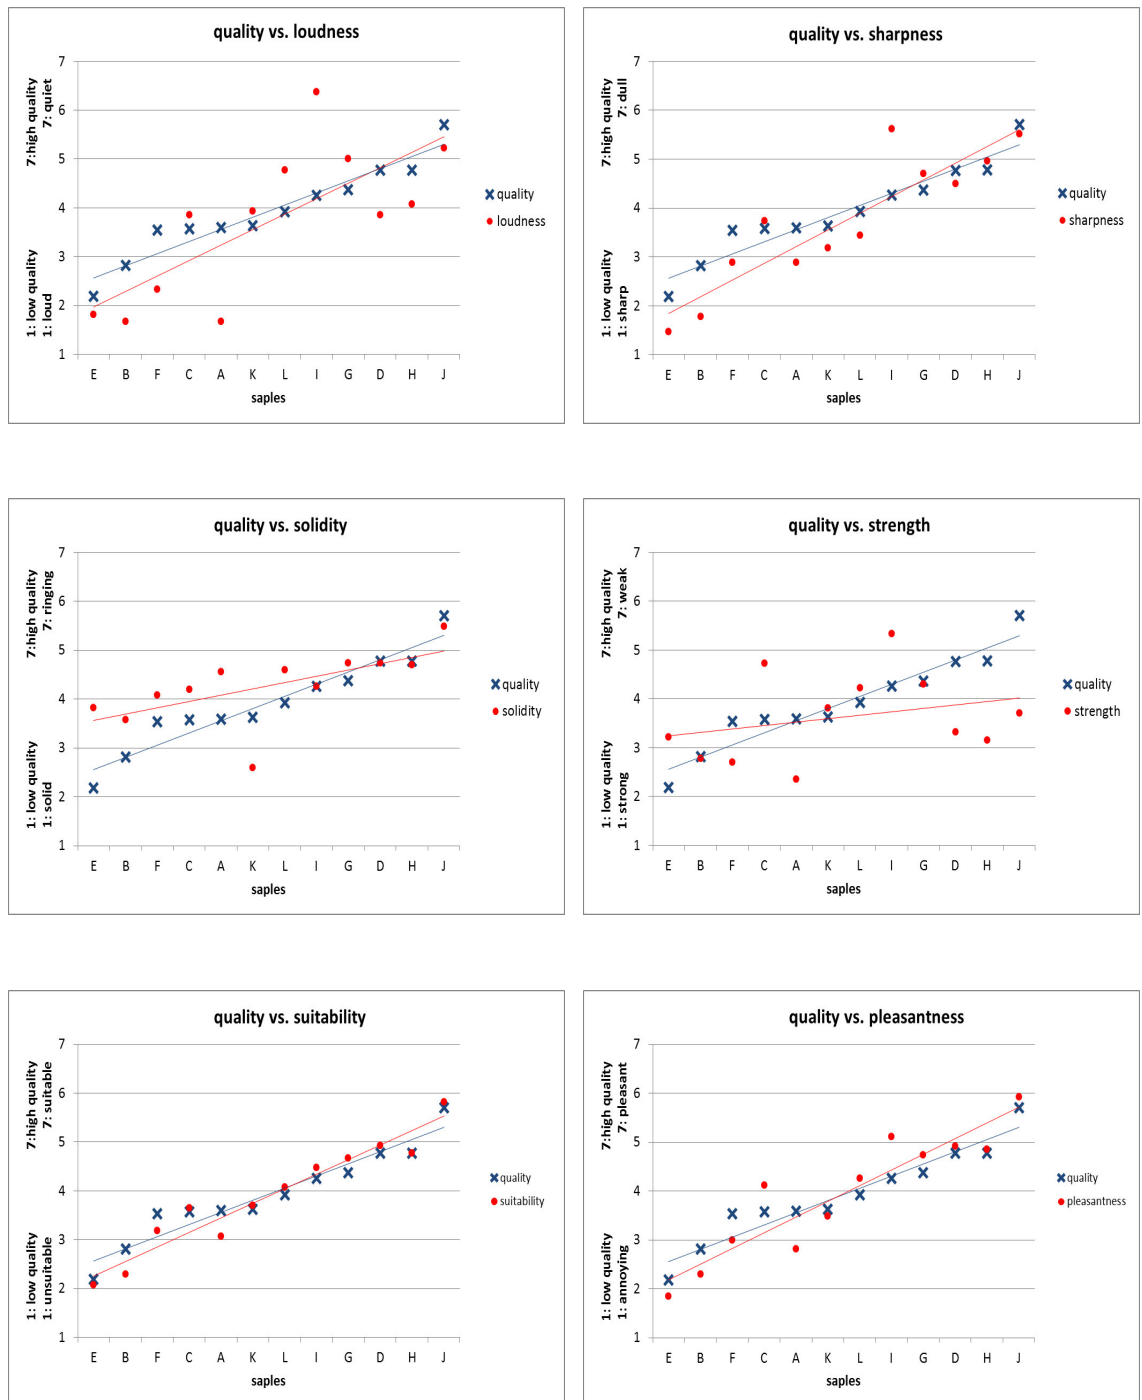 quality vs. loudness
7:high quality
7: quiet
1: low quality
1: loud
7
6
5
4
3
2
1
E B F C A K L I G D H J
saples
quality
loudness
quality vs. sharpness
7:high quality
7: dull
1: low quality
1: sharp
7
6
5
4
3
2
1
E B F C A K L I G D H J
saples
quality
sharpness
quality vs. solidity
7:high quality
7: ringing
1: low quality
1: solid
7
6
5
4
3
2
1
E B F C A K L I G D H J
saples
quality
solidity
quality vs. strength
7:high quality
7: weak
1: low quality
1: strong
7
6
5
4
3
2
1
E B F C A K L I G D H J
saples
quality
strength
quality vs. suitability
7:high quality
7: suitable
1: low quality
1: unsuitable
7
6
5
4
3
2
1
E B F C A K L I G D H J
saples
quality
suitability
quality vs. pleasantness
7:high quality
7: pleasant
1: low quality
1: annoying
7
6
5
4
3
2
1
E B F C A K L I G D H J
saples
quality
pleasantness